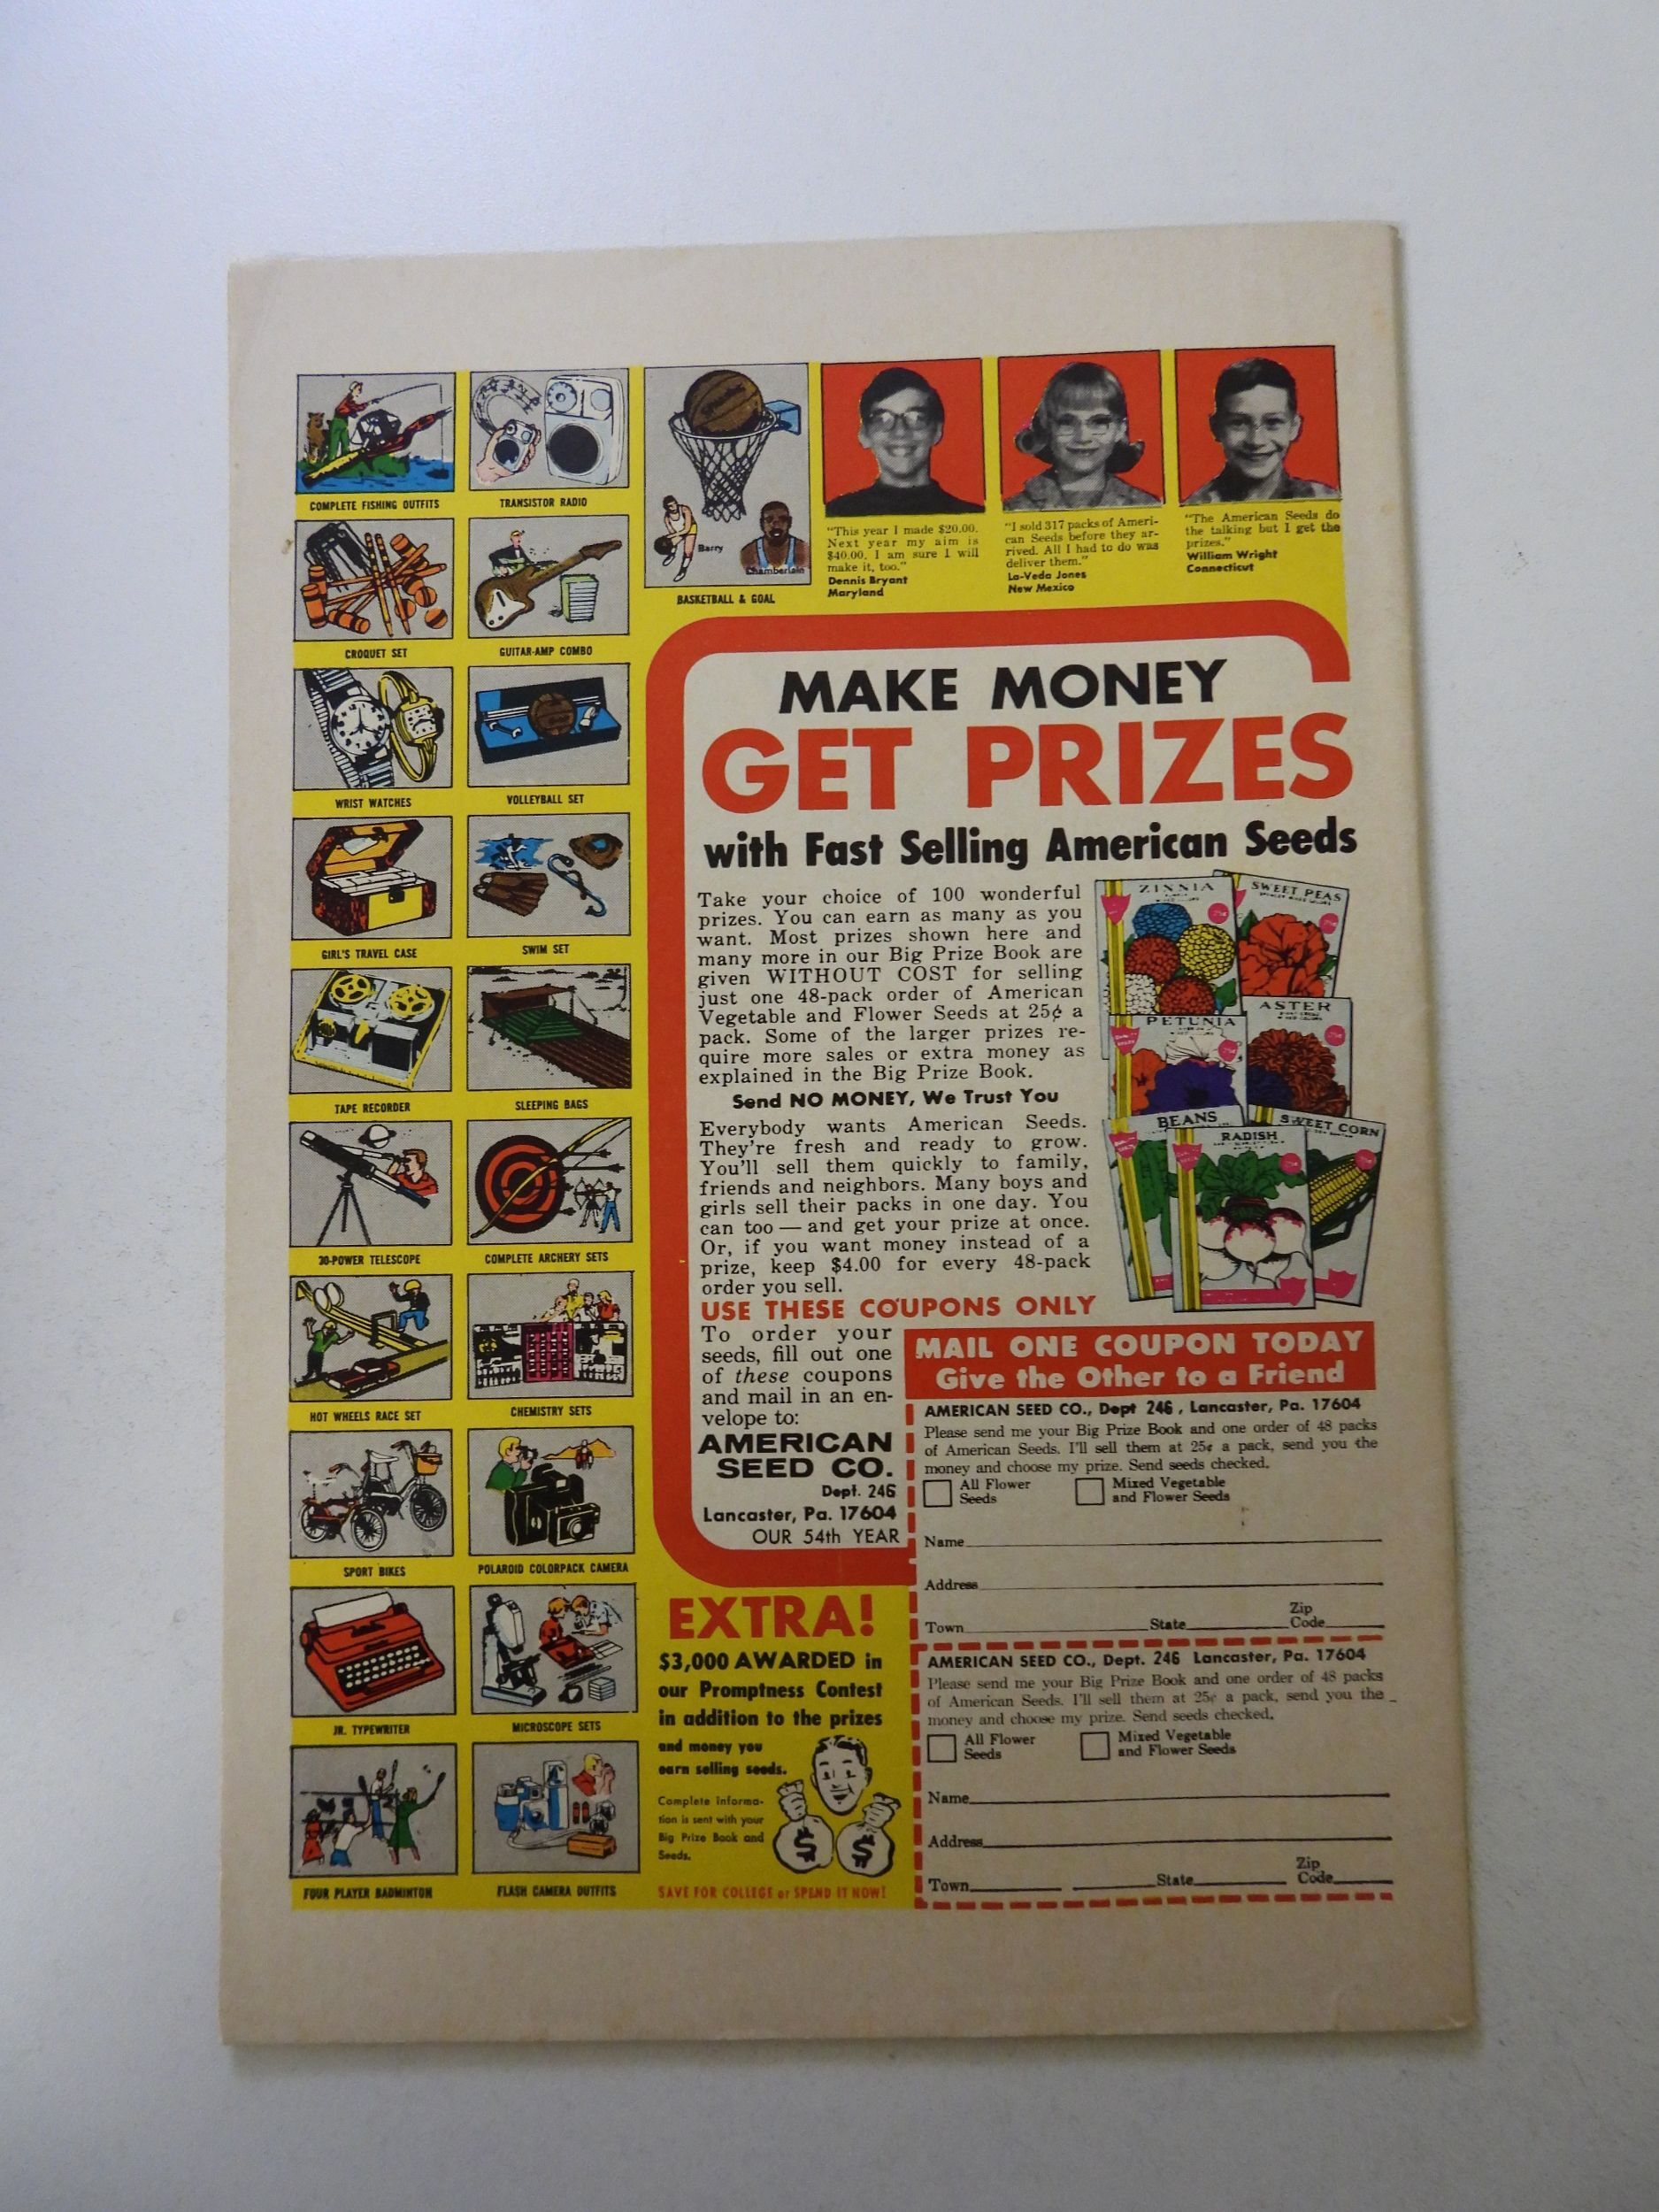 COMPLETE FISHING OUTFITS
TRANSISTOR RADIO
CROQUET SET
GUITAR-AMP COMBO
WRIST WATCHES
VOLLEYBALL SET
GIRL'S TRAVEL CASE
SWIM SET
TAPE RECORDER
SLEEPING BAGS
30-POWER TELESCOPE
COMPLETE ARCHERY SETS
HOT WHEELS RACE SET
CHEMISTRY SETS
SPORT BIKES
POLAROID COLORPACK CAMERA
JR. TYPEWRITER
MICROSCOPE SETS
FOUR PLAYER BADMINTON
FLASH CAMERA OUTFITS
Barry
Chamberlain
BASKETBALL & GOAL
"This year I made $20.00.
Next year my aim is
$40.00. I am sure I will
make it, too."
Dennis Bryant
Maryland
"I sold 317 packs of Ameri-
can Seeds before they ar-
rived. All I had to do was
deliver them."
La-Veda Jones
New Mexico
"The American Seeds do
the talking but I get the
prizes."
William Wright
Connecticut
MAKE MONEY
GET PRIZES
with Fast Selling American Seeds
Take your choice of 100 wonderful
prizes. You can earn as many as you
want. Most prizes shown here and
many more in our Big Prize Book are
given WITHOUT COST for selling
just one 48-pack order of American
Vegetable and Flower Seeds at 25¢ a
pack. Some of the larger prizes re-
quire more sales or extra money as
explained in the Big Prize Book.
Send NO MONEY, We Trust You
Everybody wants American Seeds.
They're fresh and ready to grow.
You'll sell them quickly to family,
friends and neighbors. Many boys and
girls sell their packs in one day. You
can too — and get your prize at once.
Or, if you want money instead of a
prize, keep $4.00 for every 48-pack
order you sell.
ZINNIA
SWEET PEAS
PETUNIA
ASTER
BEANS
RADISH
SWEET CORN
USE THESE COUPONS ONLY
To order your
seeds, fill out one
of these coupons
and mail in an en-
velope to:
AMERICAN
SEED CO.
Dept. 246
Lancaster, Pa. 17604
OUR 54th YEAR
MAIL ONE COUPON TODAY
Give the Other to a Friend
AMERICAN SEED CO., Dept 246, Lancaster, Pa. 17604
Please send me your Big Prize Book and one order of 48 packs
of American Seeds. I'll sell them at 25¢ a pack, send you the
money and choose my prize. Send seeds checked.
All Flower
Seeds
Mixed Vegetable
and Flower Seeds
Name
Address
Town State Zip
Code
AMERICAN SEED CO., Dept. 246 Lancaster, Pa. 17604
Please send me your Big Prize Book and one order of 48 packs
of American Seeds. I'll sell them at 25¢ a pack, send you the
money and choose my prize. Send seeds checked.
All Flower
Seeds
Mixed Vegetable
and Flower Seeds
Name
Address
Town State Zip
Code
EXTRA!
$3,000 AWARDED in
our Promptness Contest
in addition to the prizes
and money you
earn selling seeds.
Complete informa-
tion is sent with your
Big Prize Book and
Seeds.
$ $
SAVE FOR COLLEGE or SPEND IT NOW!